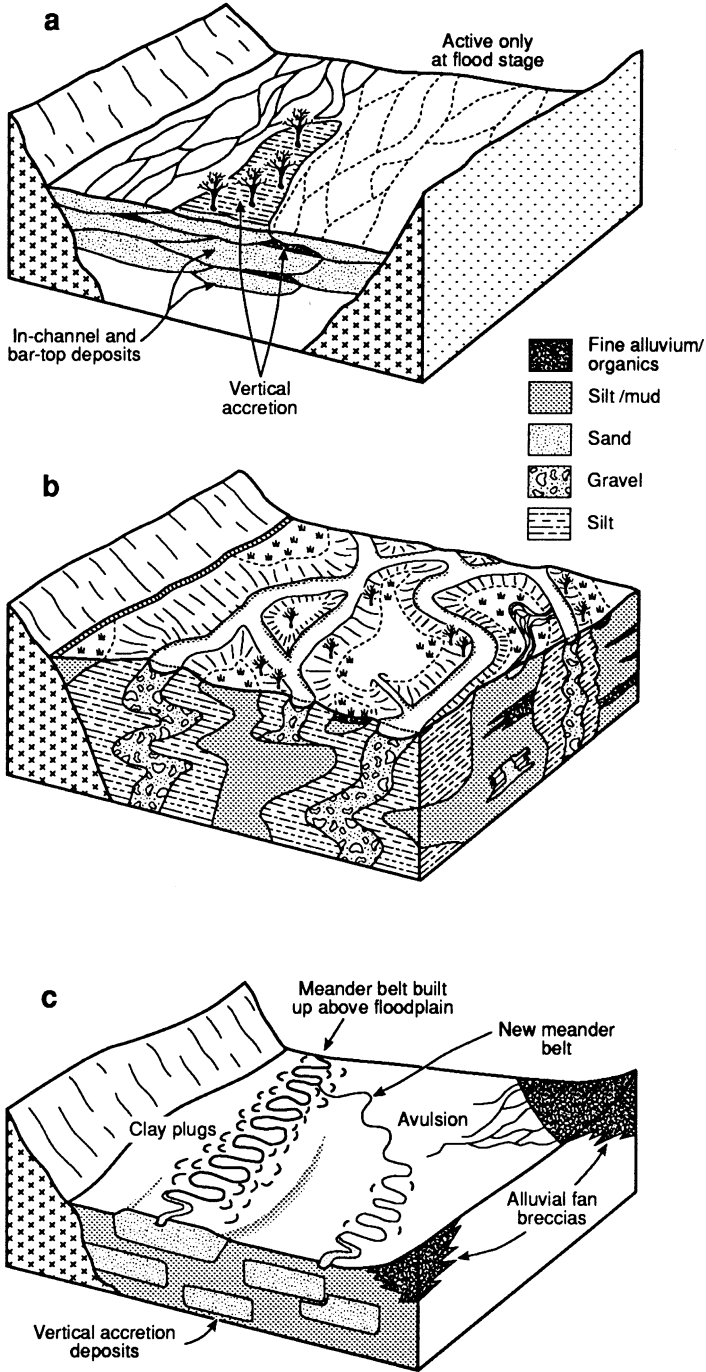 a
Active only
at flood stage
In-channel and
bar-top deposits
Vertical
accretion
Fine alluvium/
organics
Silt /mud
Sand
Gravel
Silt
b
c
Meander belt built
up above floodplain
New meander
belt
Clay plugs
Avulsion
Alluvial fan
breccias
Vertical accretion
deposits